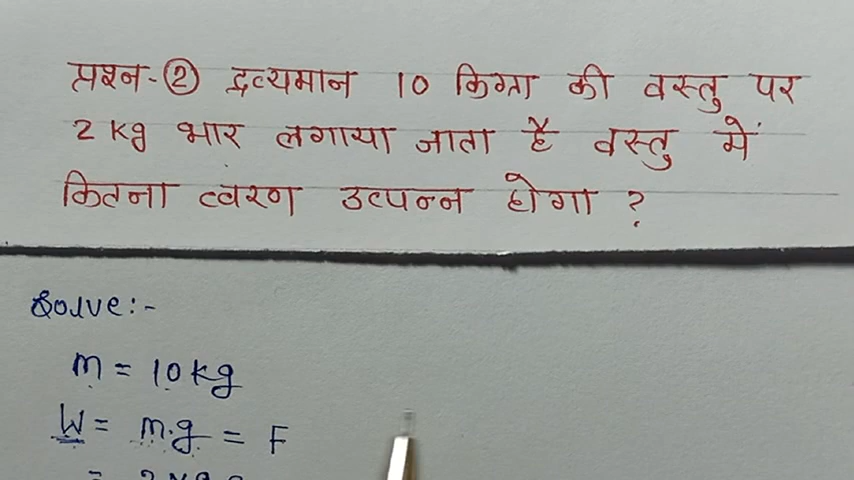 प्रश्न-② द्रव्यमान 10 किग्रा की वस्तु पर
2 kg भार लगाया जाता है वस्तु में
कितना त्वरण उत्पन्न होगा ?
Solve:-
m = 10 kg
W = m.g = F
=